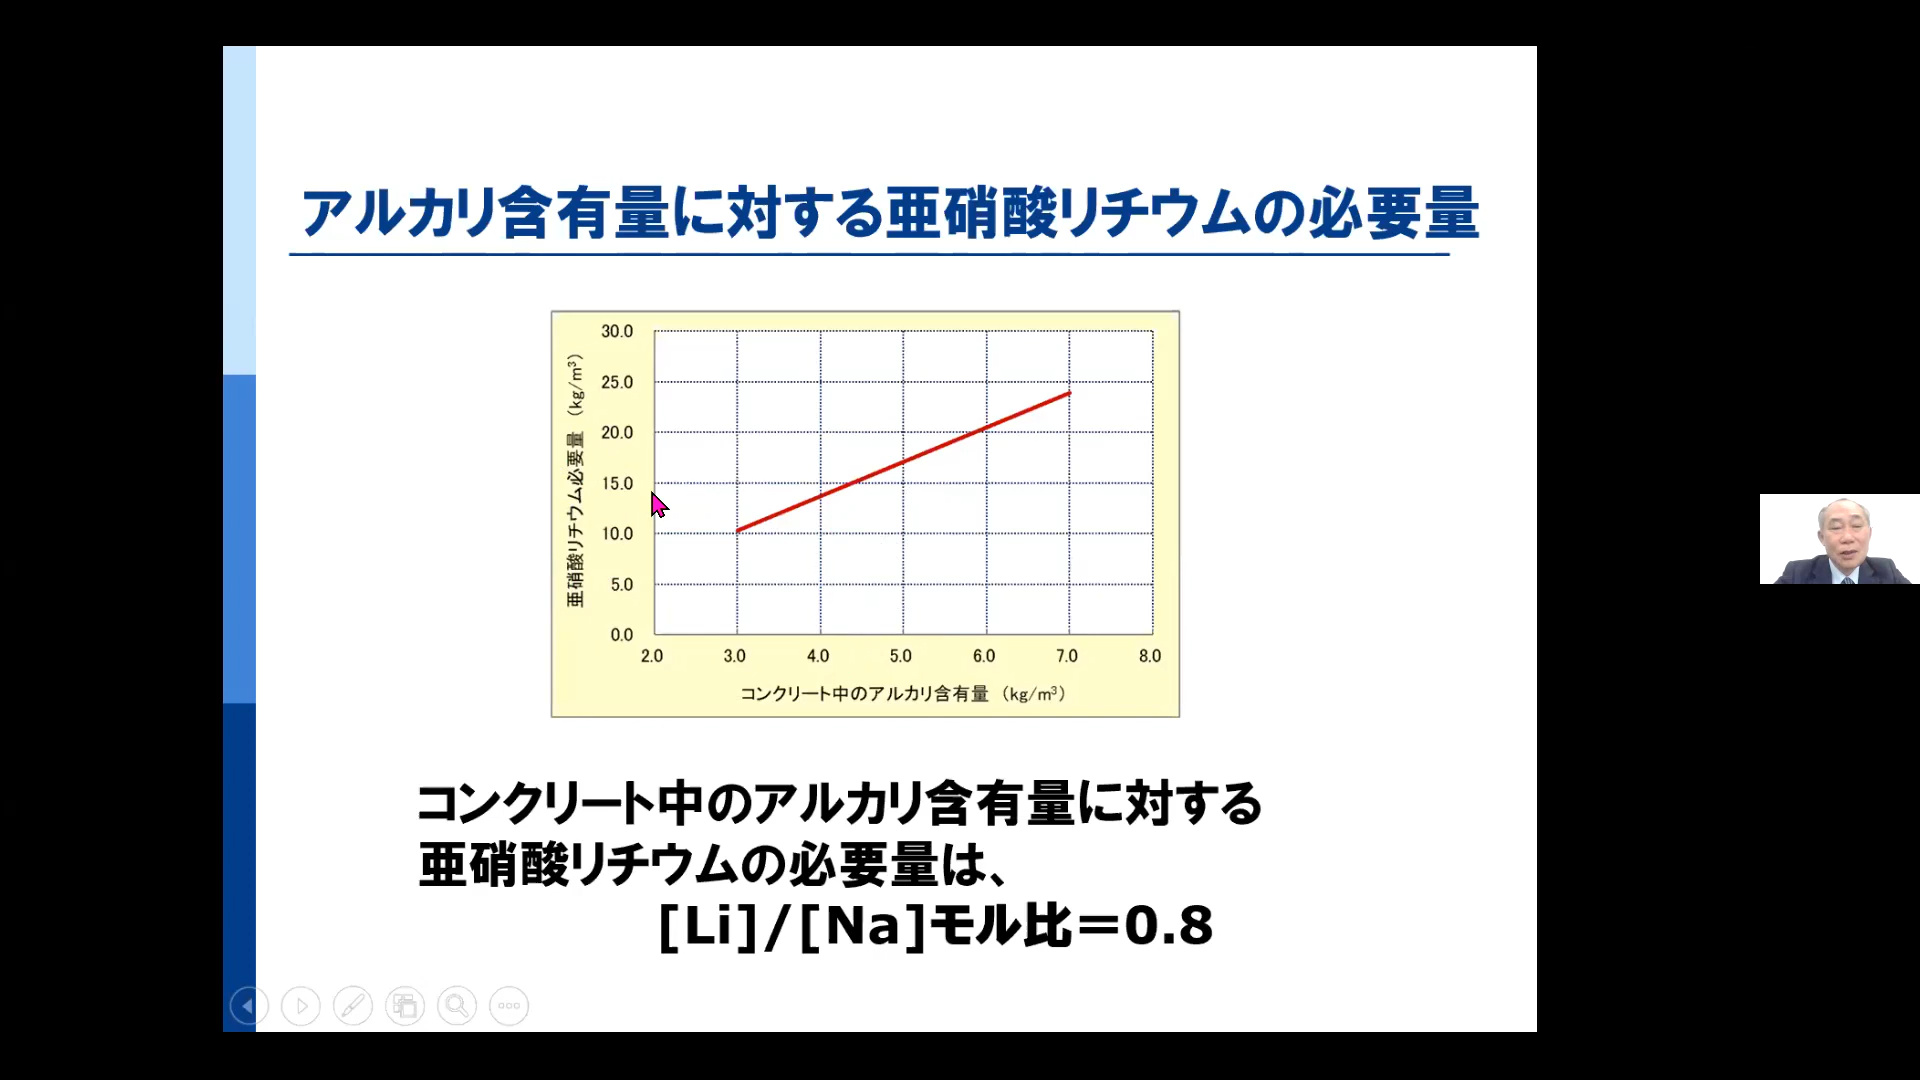 アルカリ含有量に対する亜硝酸リチウムの必要量
亜硝酸リチウム必要量 (kg/m³)
30.0
25.0
20.0
15.0
10.0
5.0
0.0
2.0 3.0 4.0 5.0 6.0 7.0 8.0
コンクリート中のアルカリ含有量 (kg/m³)
コンクリート中のアルカリ含有量に対する
亜硝酸リチウムの必要量は、
[Li]/[Na]モル比＝0.8